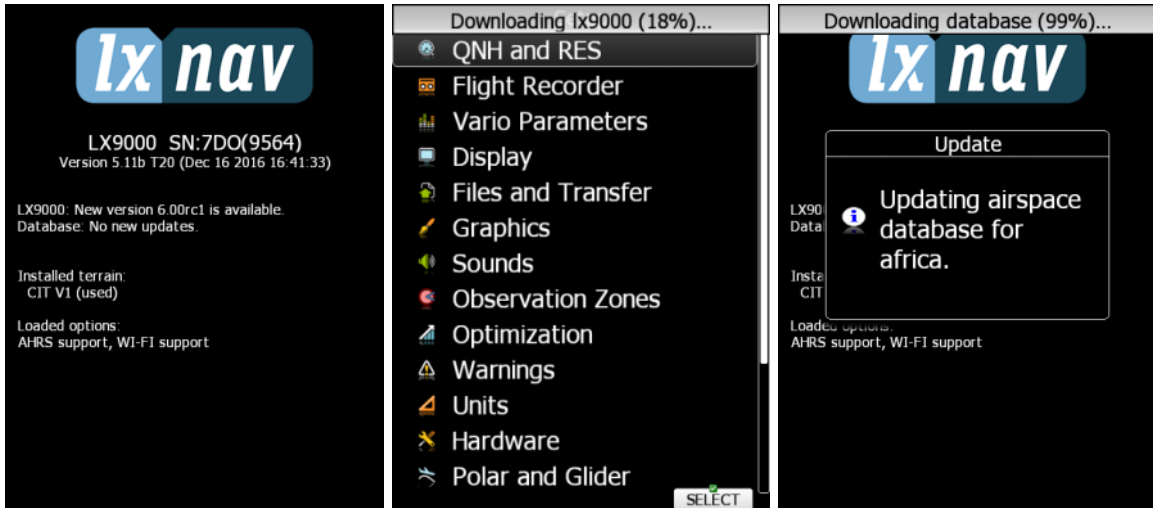 lx nav
LX9000 SN:7DO(9564)
Version 5.11b T20 (Dec 16 2016 16:41:33)
LX9000: New version 6.00rc1 is available.
Database: No new updates.
Installed terrain:
CIT V1 (used)
Loaded options:
AHRS support, WI-FI support
Downloading lx9000 (18%)...
QNH and RES
Flight Recorder
Vario Parameters
Display
Files and Transfer
Graphics
Sounds
Observation Zones
Optimization
Warnings
Units
Hardware
Polar and Glider
SELECT
Downloading database (99%)...
lx nav
Update
Updating airspace
database for
africa.
LX90
Data
Insta
CIT
Loaded options:
AHRS support, WI-FI support